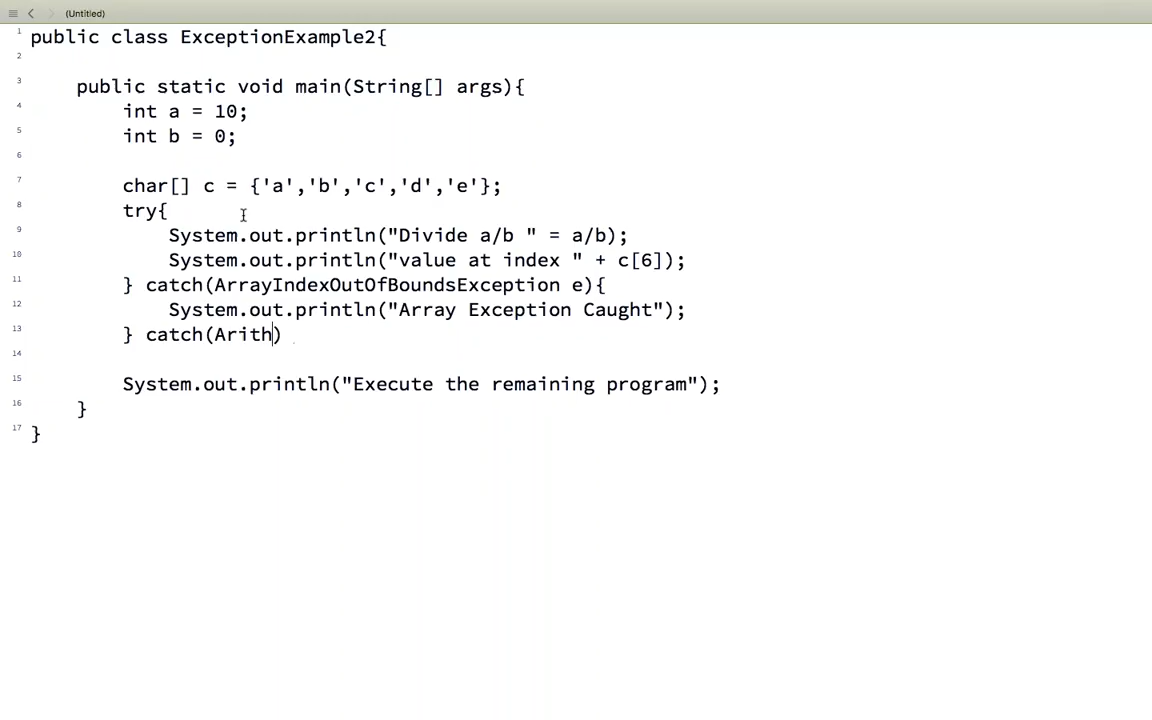 (Untitled)
1 public class ExceptionExample2{
2
3 public static void main(String[] args){
4 int a = 10;
5 int b = 0;
6
7 char[] c = {'a','b','c','d','e'};
8 try{
9 System.out.println("Divide a/b " = a/b);
10 System.out.println("value at index " + c[6]);
11 } catch(ArrayIndexOutOfBoundsException e){
12 System.out.println("Array Exception Caught");
13 } catch(Arith)
14
15 System.out.println("Execute the remaining program");
16 }
17 }